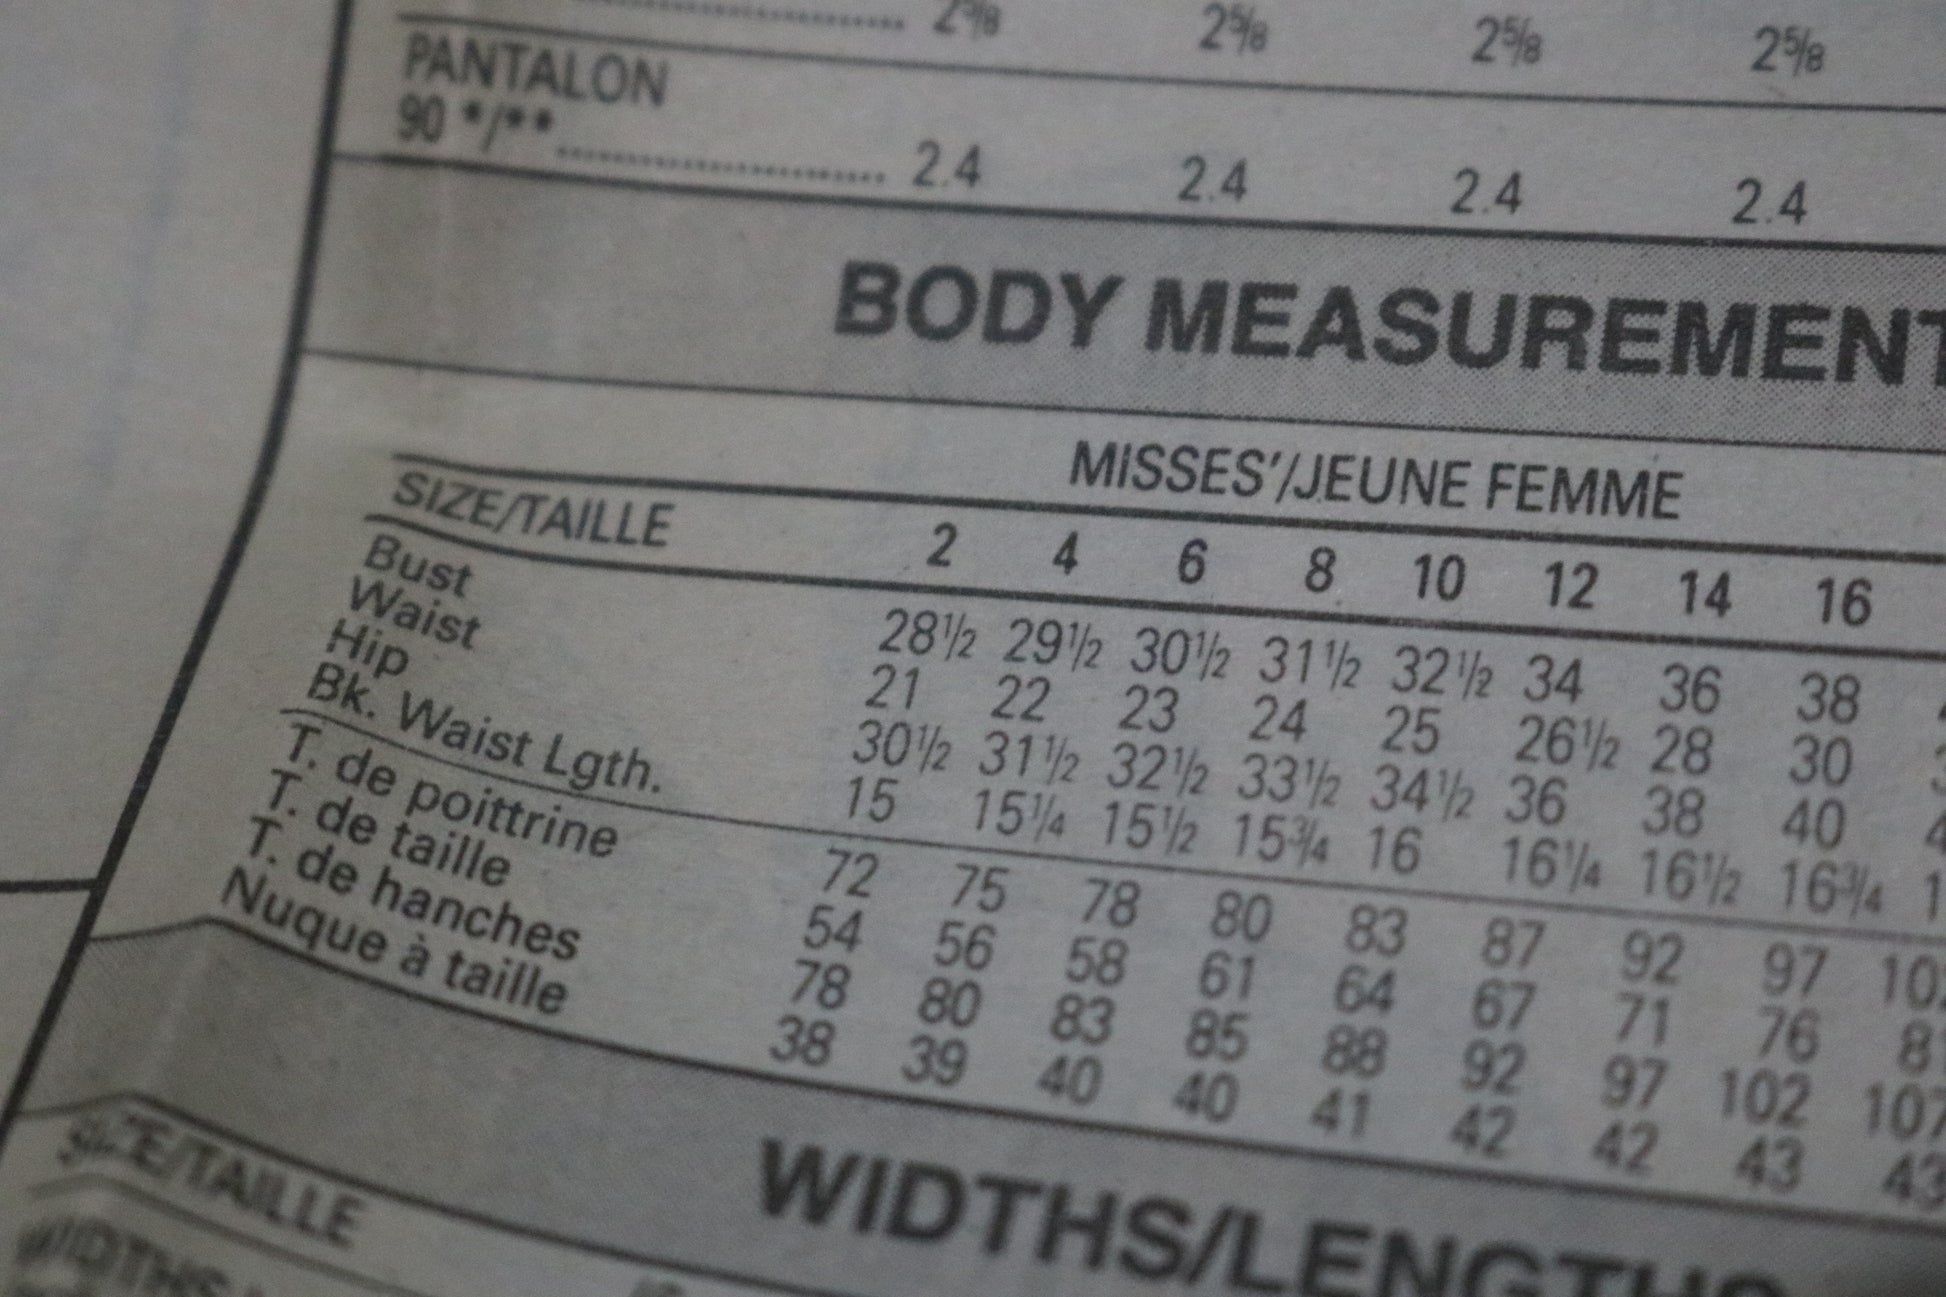 2⅝ 2⅝ 2⅝ 2⅝
PANTALON
90 */** .................... 2.4 2.4 2.4 2.4
BODY MEASUREMENT
MISSES'/JEUNE FEMME
SIZE/TAILLE 2 4 6 8 10 12 14 16
Bust 28½ 29½ 30½ 31½ 32½ 34 36 38
Waist 21 22 23 24 25 26½ 28 30
Hip 30½ 31½ 32½ 33½ 34½ 36 38 40
Bk. Waist Lgth. 15 15¼ 15½ 15¾ 16 16¼ 16½ 16¾
T. de poittrine 72 75 78 80 83 87 92 97
T. de taille 54 56 58 61 64 67 71 76
T. de hanches 78 80 83 85 88 92 97 102 107
Nuque à taille 38 39 40 40 41 42 42 43 43
WIDTHS/LENGTHS
SIZE/TAILLE
WIDTHS